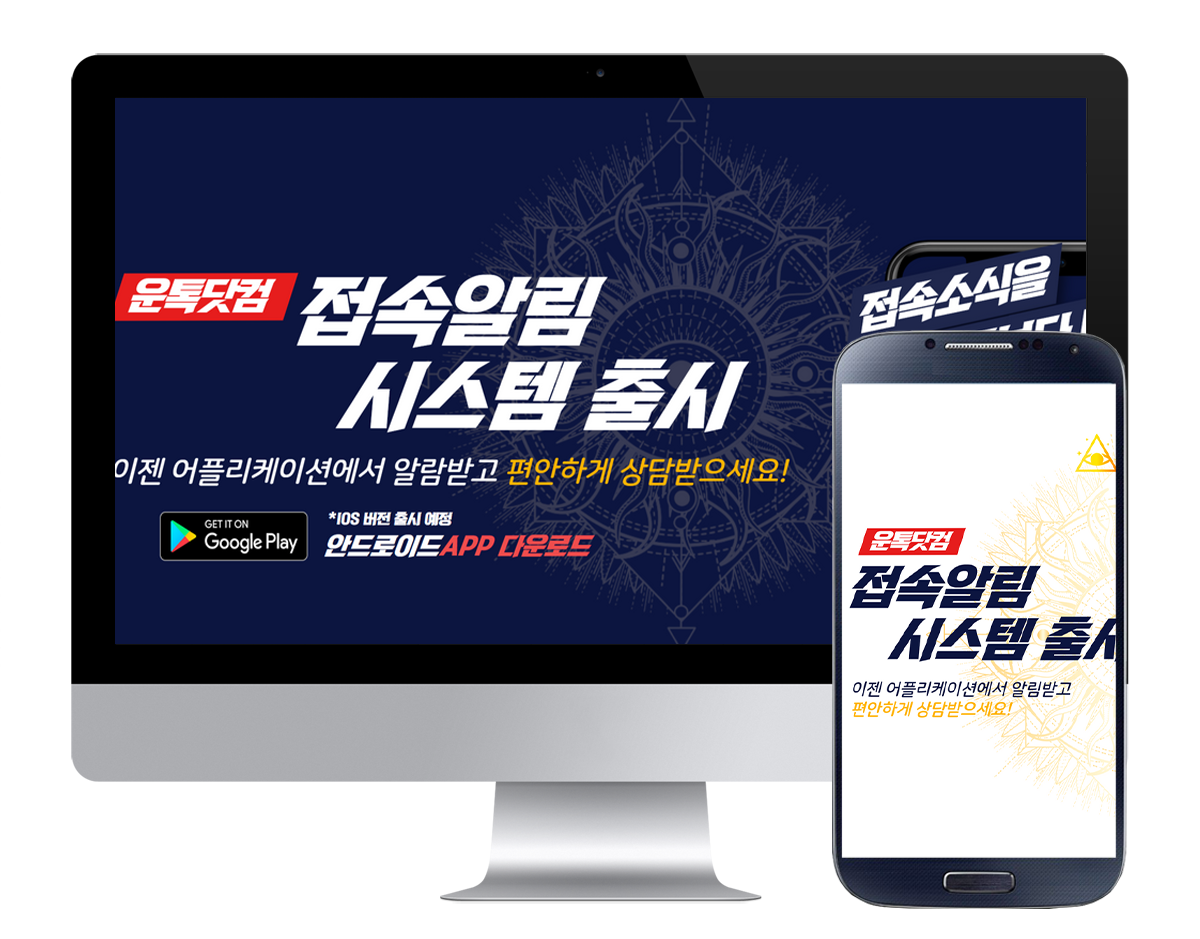 운톡닷컴 접속알림
시스템 출시
이젠 어플리케이션에서 알람받고 편안하게 상담받으세요!
GET IT ON
Google Play
*IOS 버전 출시 예정
안드로이드APP 다운로드
접속소식을
운톡닷컴
접속알림
시스템 출시
이젠 어플리케이션에서 알림받고
편안하게 상담받으세요!